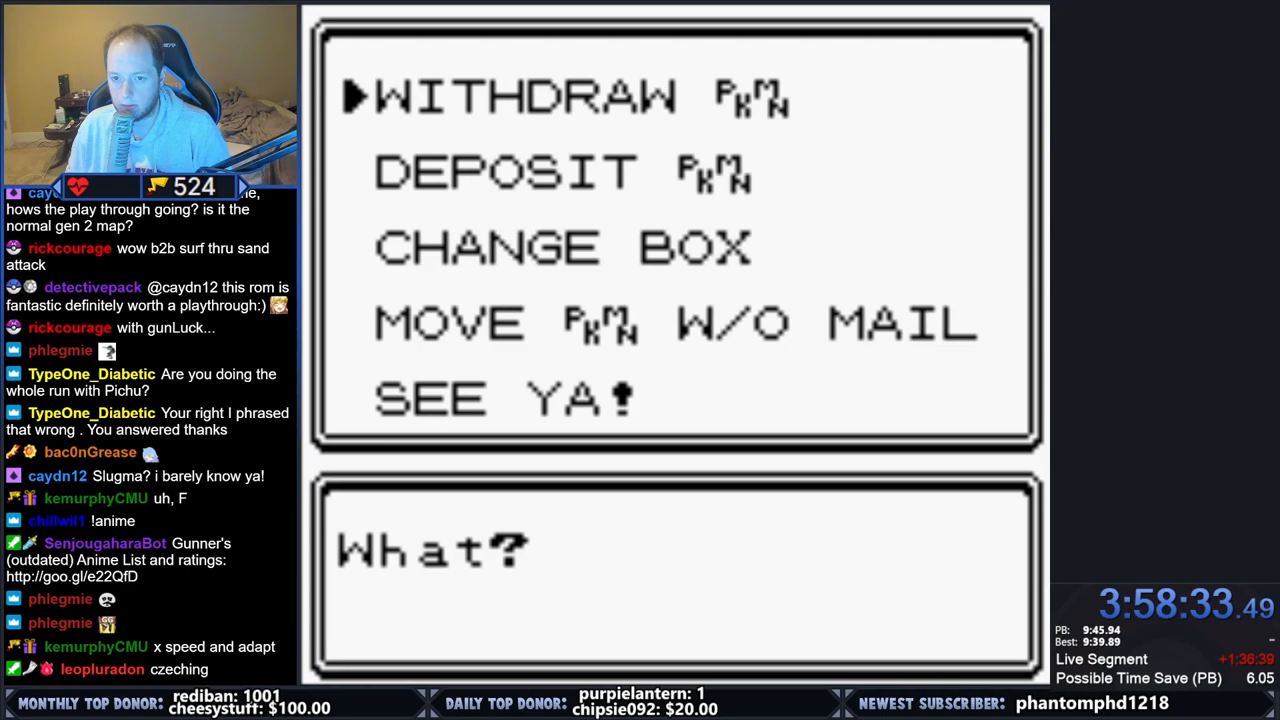 WITHDRAW PKMN
DEPOSIT PKMN
CHANGE BOX
MOVE PKMN W/O MAIL
SEE YA!
What?
524
hows the play through going? is it the
normal gen 2 map?
rickcourage wow b2b surf thru sand
attack
detectivepack @caydn12 this rom is
fantastic definitely worth a playthrough:)
rickcourage with gunLuck...
phlegmie
TypeOne_Diabetic Are you doing the
whole run with Pichu?
TypeOne_Diabetic Your right I phrased
that wrong . You answered thanks
bac0nGrease
caydn12 Slugma? i barely know ya!
kemurphyCMU uh, F
chillwil1 !anime
SenjougaharaBot Gunner's
(outdated) Anime List and ratings:
http://goo.gl/e22QfD
phlegmie
phlegmie
kemurphyCMU x speed and adapt
leopluradon czeching
3:58:33.49
PB: 9:45.94
Best: 9:39.89
-
Live Segment +1:36:39
Possible Time Save (PB) 6.05
MONTHLY TOP DONOR: rediban: 1001
cheesystuff: $100.00
DAILY TOP DONOR: purpielantern: 1
chipsie092: $20.00
NEWEST SUBSCRIBER: phantomphd1218